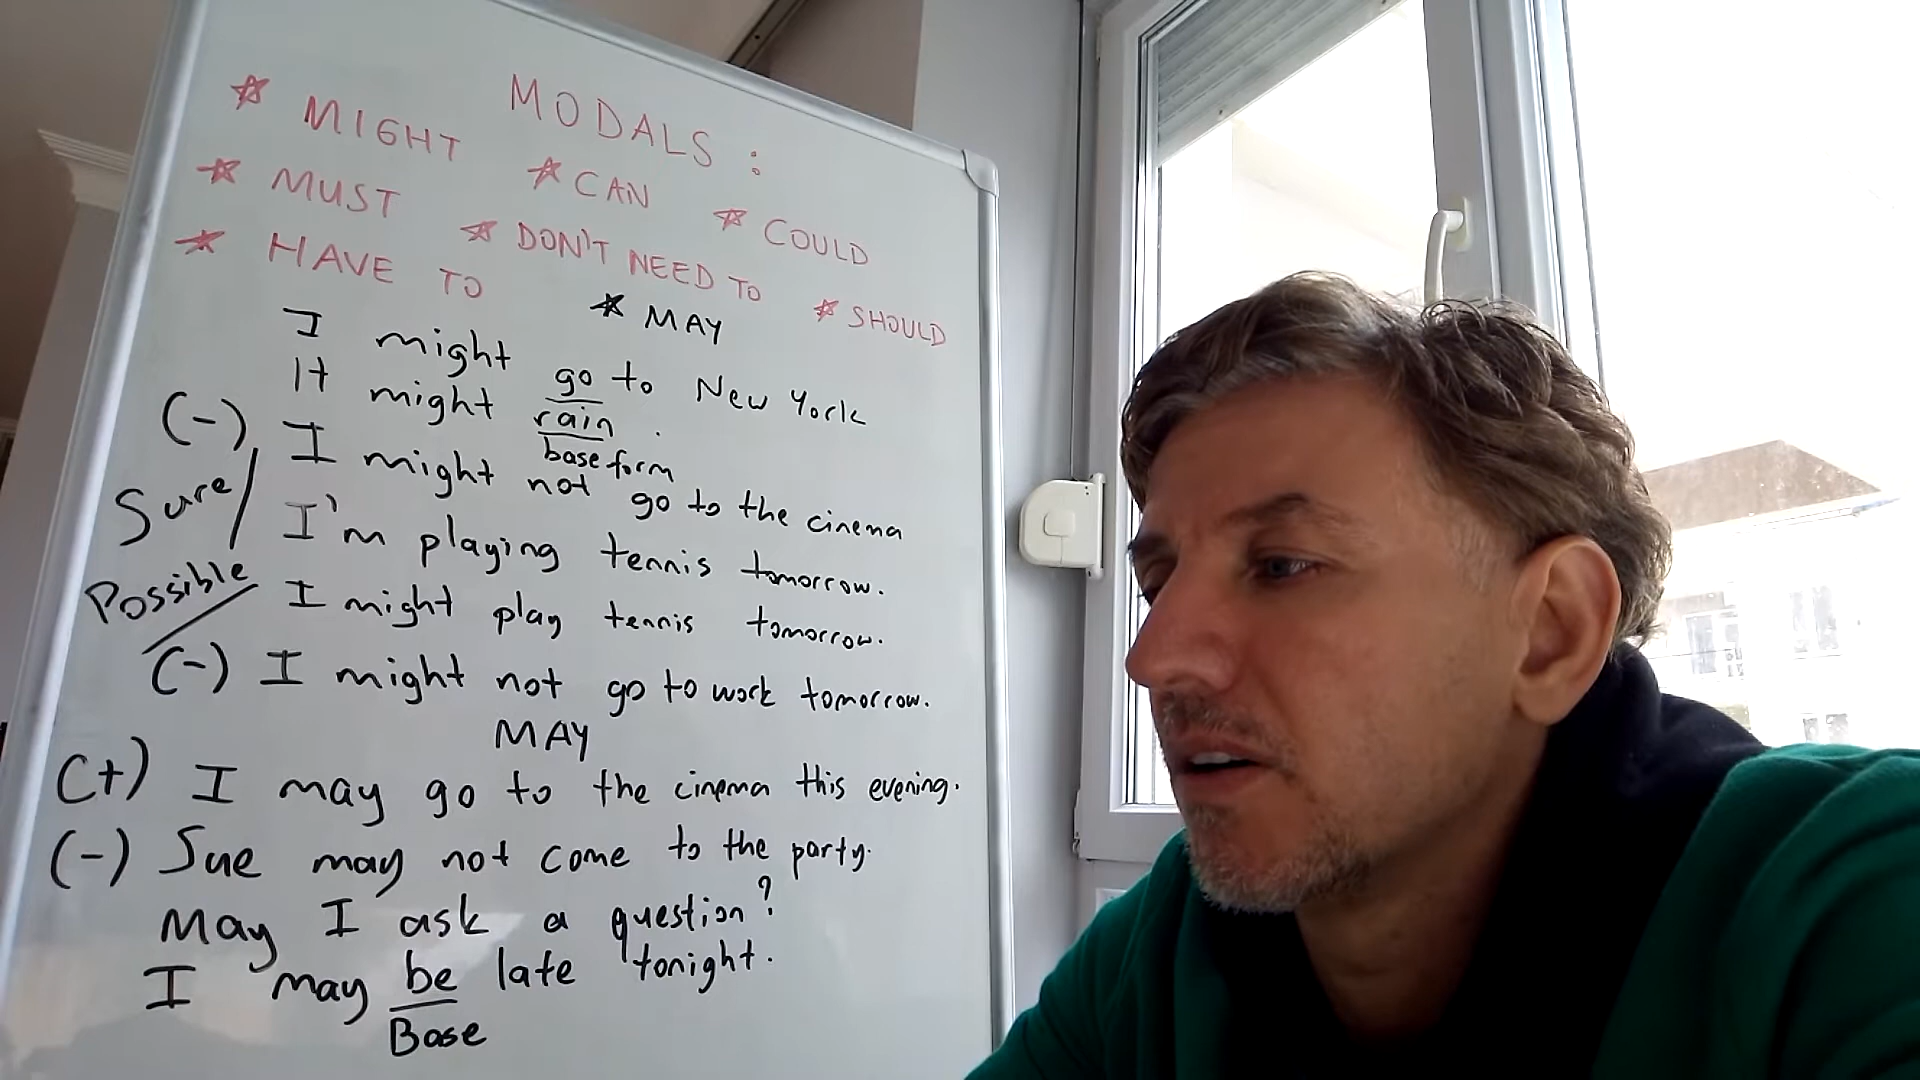 MODALS :
* MIGHT * CAN * COULD
* MUST * DON'T NEED TO * SHOULD
* HAVE TO * MAY
I might go to New York
It might rain .
base form
(-) I might not go to the cinema
Sure / I'm playing tennis tomorrow.
Possible / I might play tennis tomorrow.
(-) I might not go to work tomorrow.
MAY
(+) I may go to the cinema this evening.
(-) Sue may not come to the party.
May I ask a question?
I may be late tonight.
Base